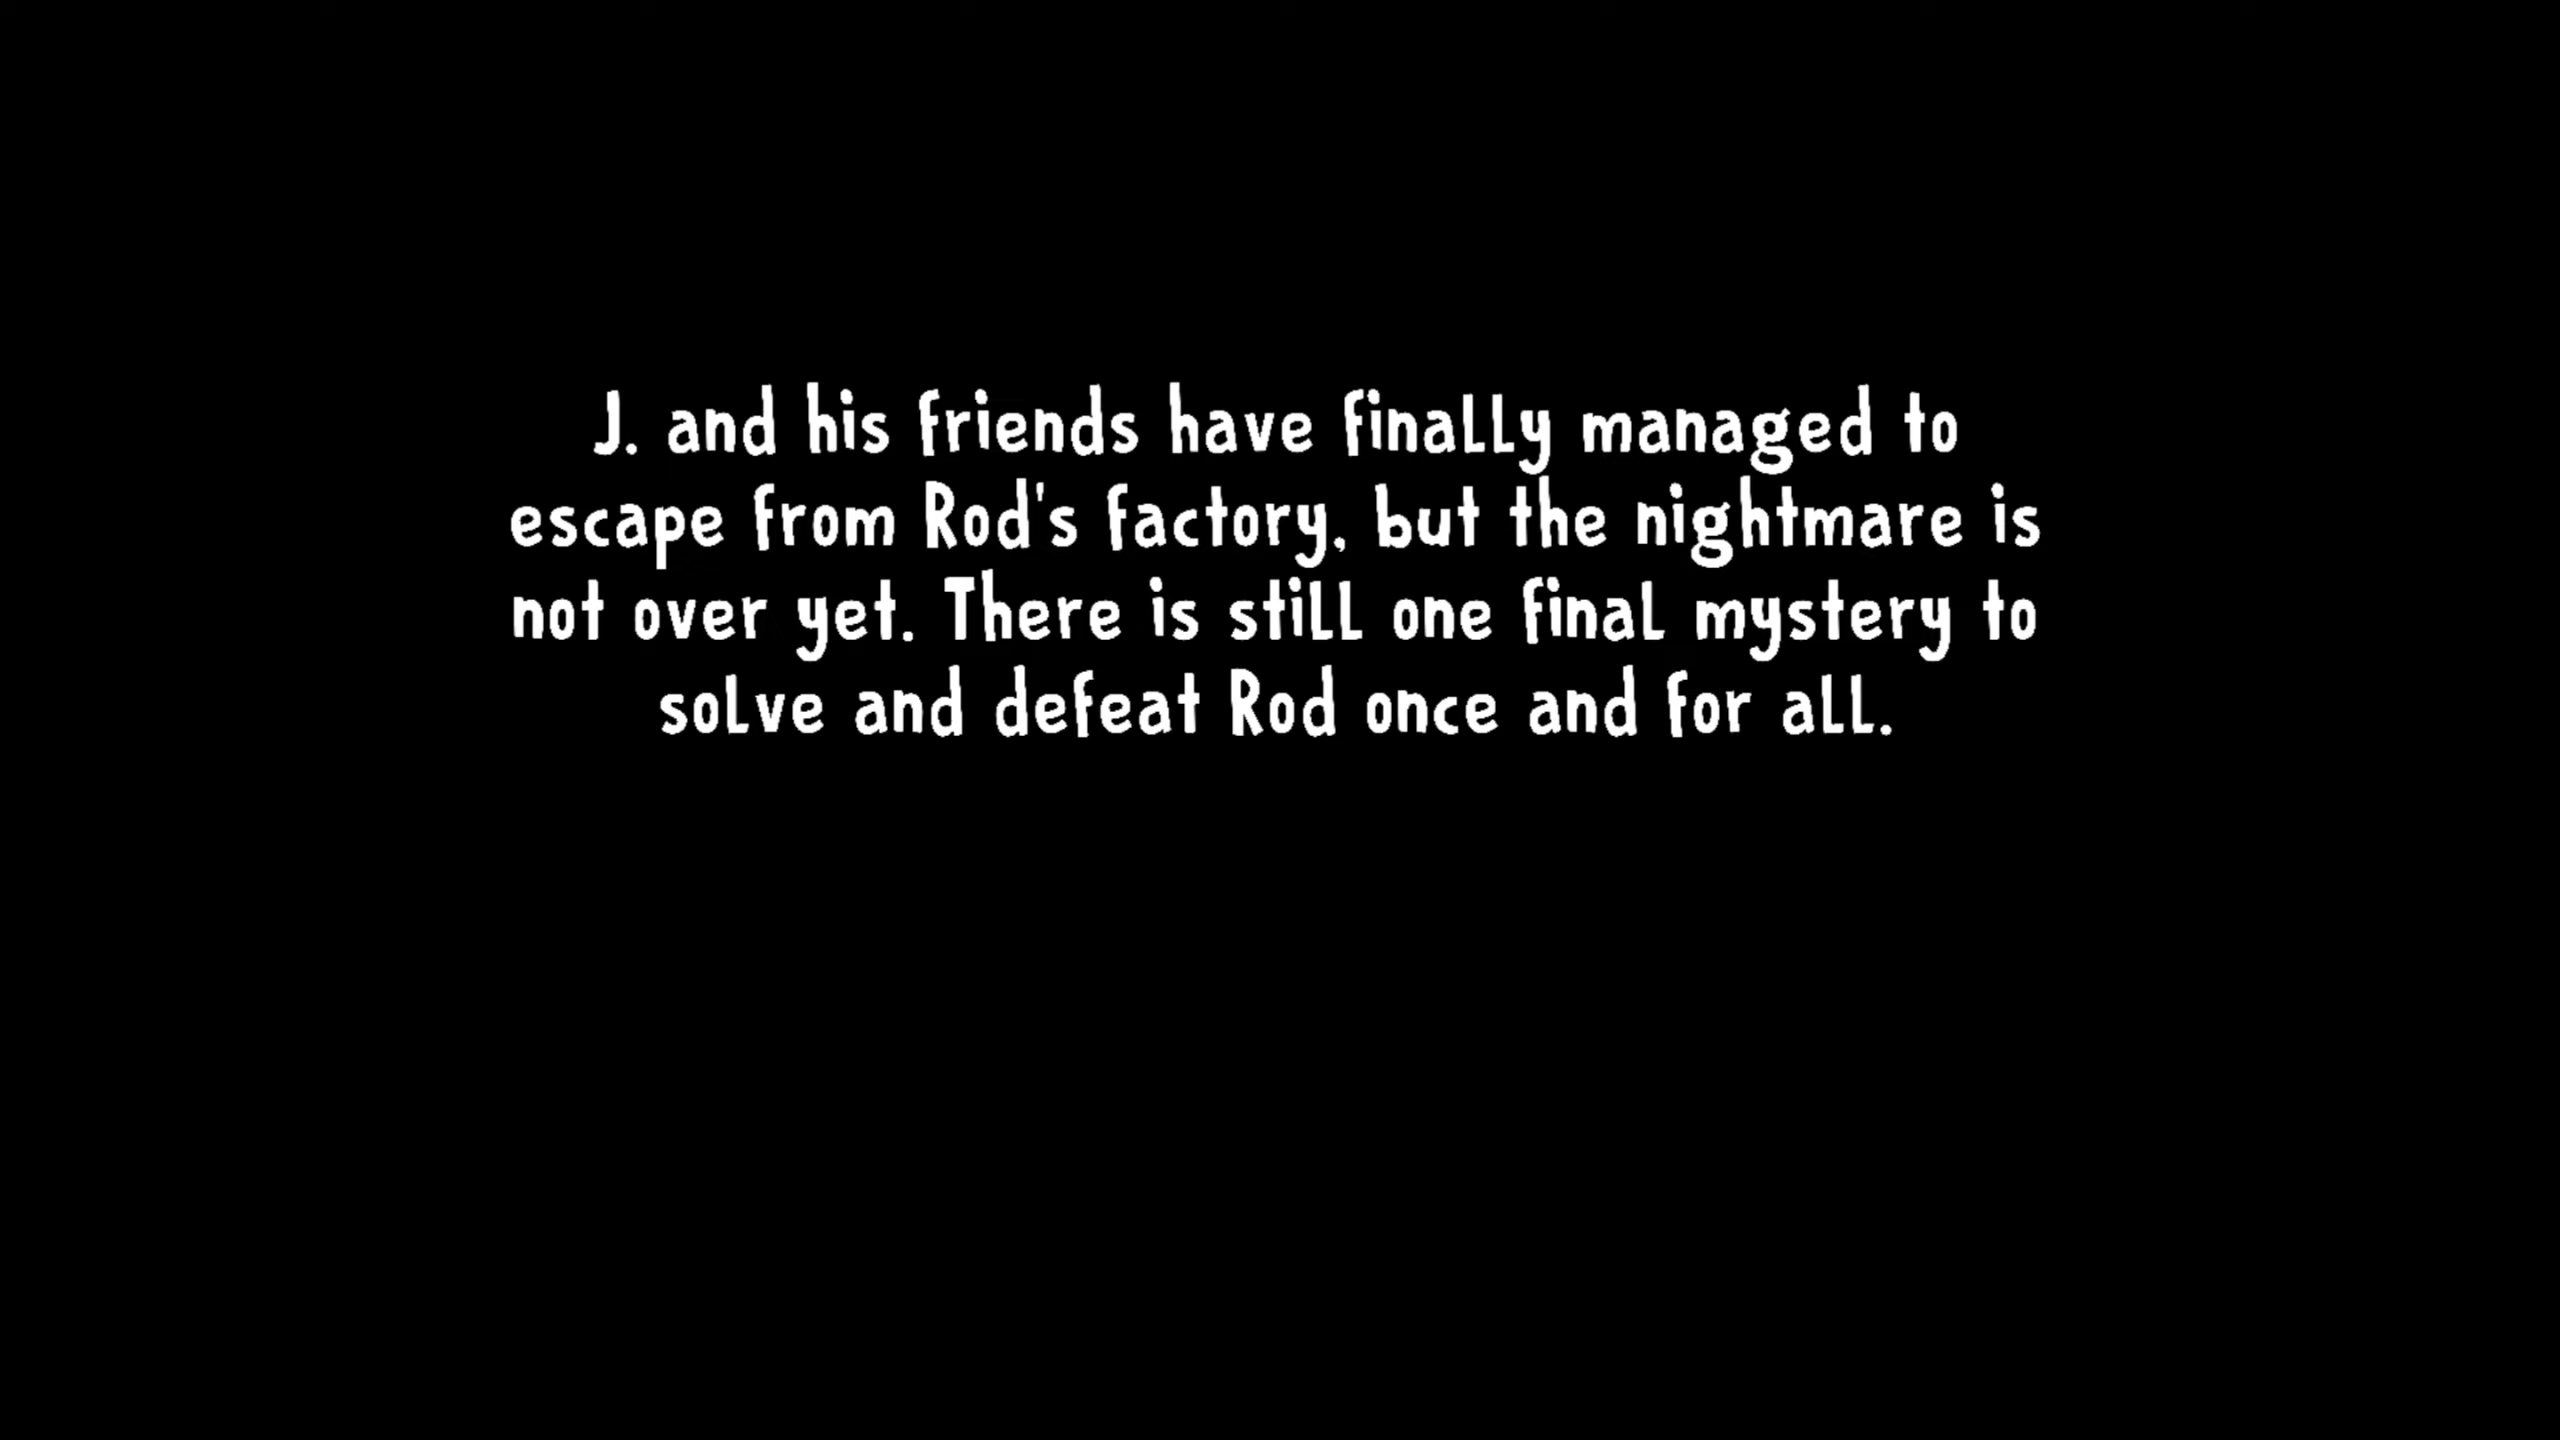 J. and his friends have finally managed to
escape from Rod's factory, but the nightmare is
not over yet. There is still one final mystery to
solve and defeat Rod once and for all.